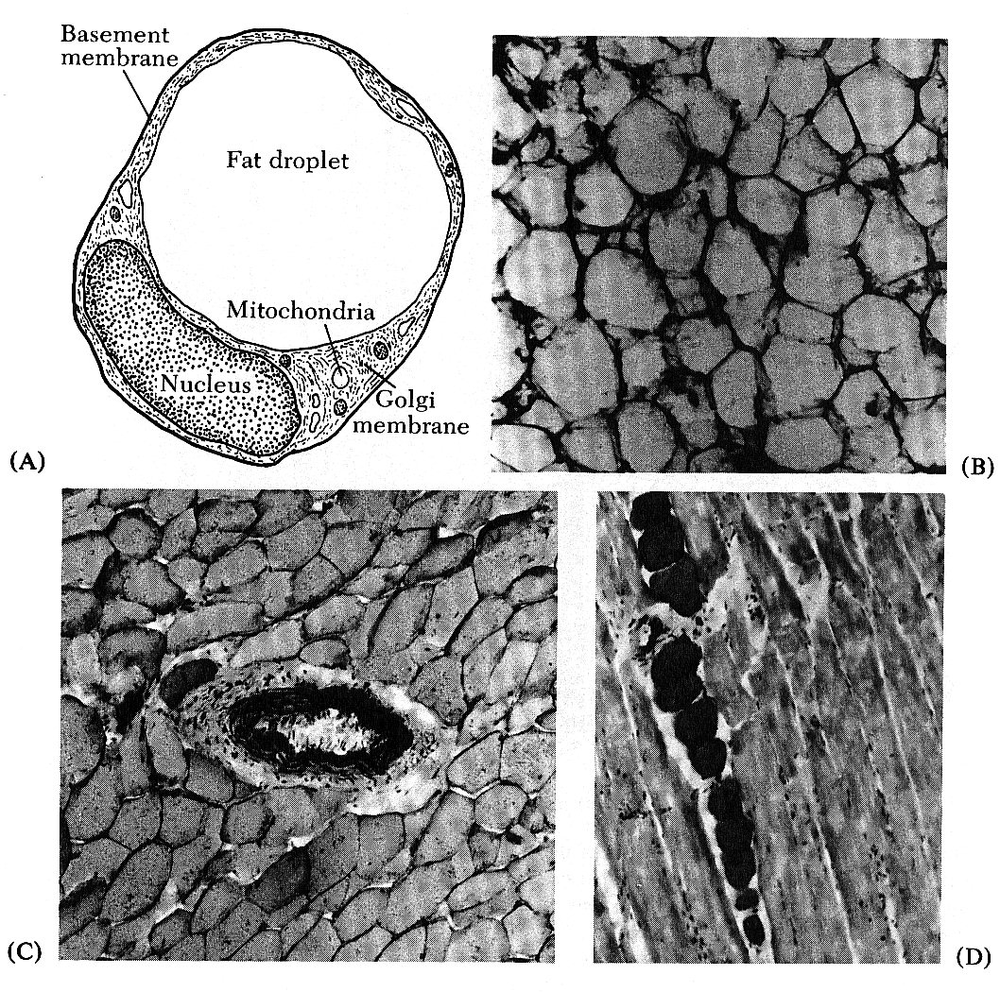 Basement
membrane
Fat droplet
Mitochondria
Nucleus
Golgi
membrane
(A)
(B)
(C)
(D)